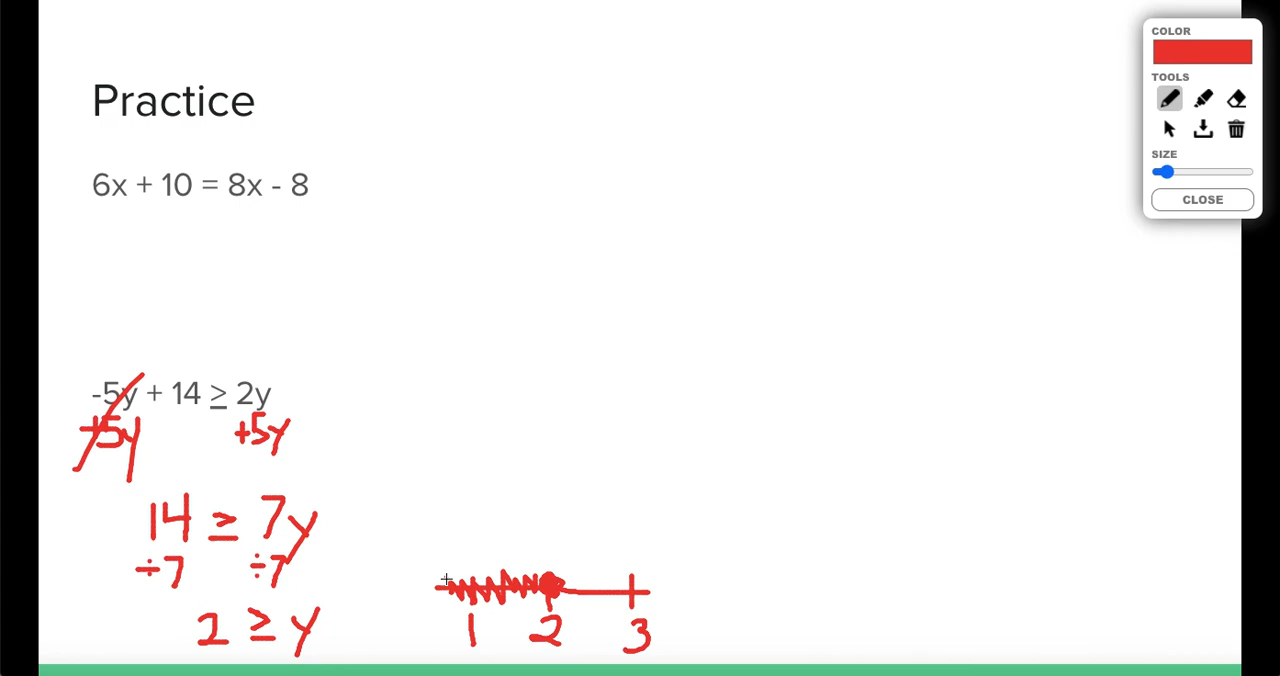 Practice
6x + 10 = 8x - 8
-5y + 14 ≥ 2y
+5y +5y
14 ≥ 7y
÷7 ÷7
2 ≥ y
1 2 3
COLOR
TOOLS
SIZE
CLOSE